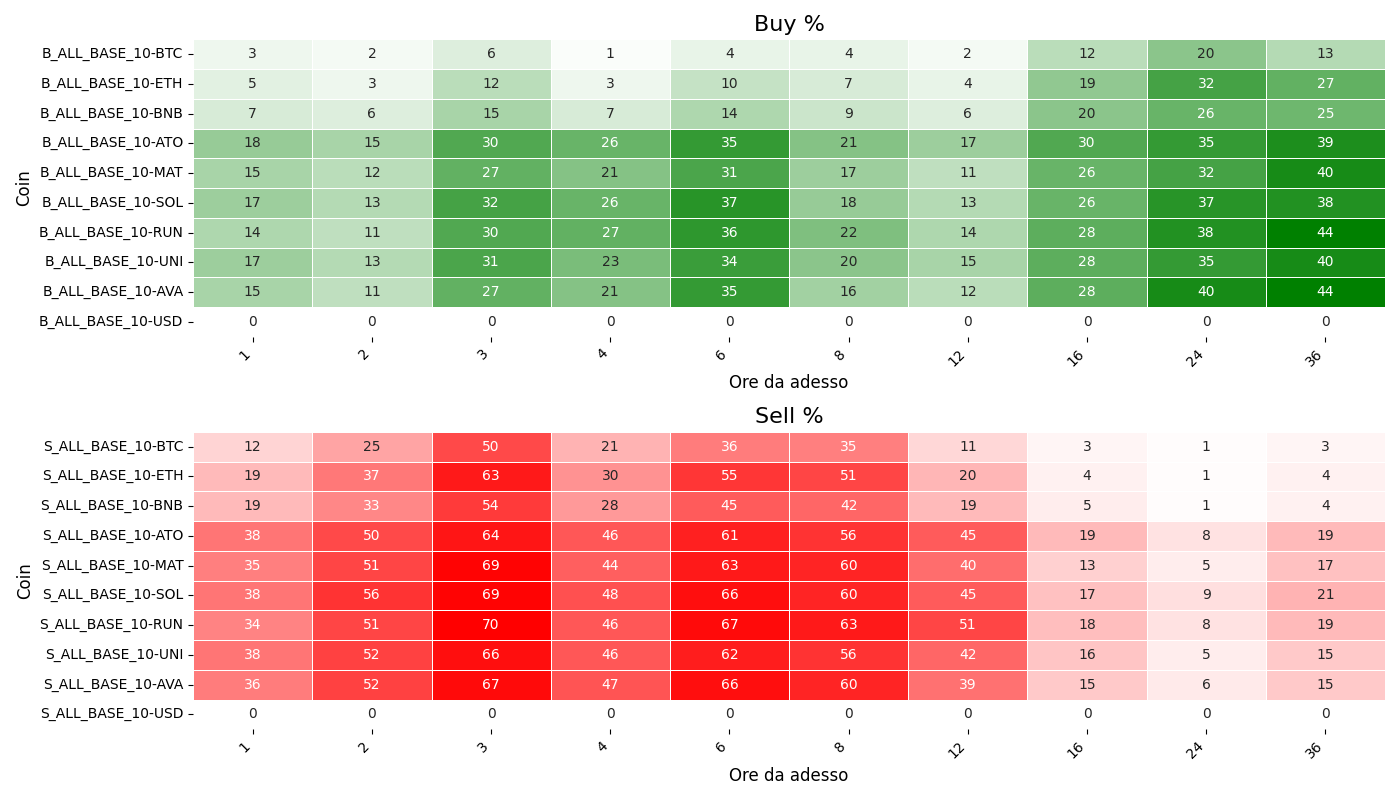 Buy %
Coin
B_ALL_BASE_10-BTC 3 2 6 1 4 4 2 12 20 13
B_ALL_BASE_10-ETH 5 3 12 3 10 7 4 19 32 27
B_ALL_BASE_10-BNB 7 6 15 7 14 9 6 20 26 25
B_ALL_BASE_10-ATO 18 15 30 26 35 21 17 30 35 39
B_ALL_BASE_10-MAT 15 12 27 21 31 17 11 26 32 40
B_ALL_BASE_10-SOL 17 13 32 26 37 18 13 26 37 38
B_ALL_BASE_10-RUN 14 11 30 27 36 22 14 28 38 44
B_ALL_BASE_10-UNI 17 13 31 23 34 20 15 28 35 40
B_ALL_BASE_10-AVA 15 11 27 21 35 16 12 28 40 44
B_ALL_BASE_10-USD 0 0 0 0 0 0 0 0 0 0
1 2 3 4 6 8 12 16 24 36
Ore da adesso
Sell %
Coin
S_ALL_BASE_10-BTC 12 25 50 21 36 35 11 3 1 3
S_ALL_BASE_10-ETH 19 37 63 30 55 51 20 4 1 4
S_ALL_BASE_10-BNB 19 33 54 28 45 42 19 5 1 4
S_ALL_BASE_10-ATO 38 50 64 46 61 56 45 19 8 19
S_ALL_BASE_10-MAT 35 51 69 44 63 60 40 13 5 17
S_ALL_BASE_10-SOL 38 56 69 48 66 60 45 17 9 21
S_ALL_BASE_10-RUN 34 51 70 46 67 63 51 18 8 19
S_ALL_BASE_10-UNI 38 52 66 46 62 56 42 16 5 15
S_ALL_BASE_10-AVA 36 52 67 47 66 60 39 15 6 15
S_ALL_BASE_10-USD 0 0 0 0 0 0 0 0 0 0
1 2 3 4 6 8 12 16 24 36
Ore da adesso